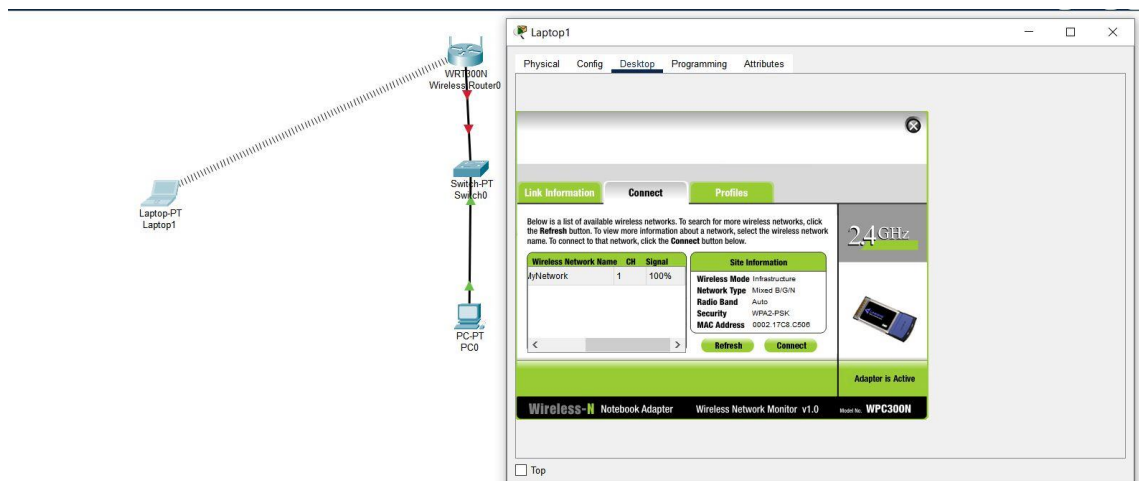 WRT300N
Wireless Router0
Switch-PT
Switch0
Laptop-PT
Laptop1
PC-PT
PC0
Laptop1
Physical Config Desktop Programming Attributes
Link Information Connect Profiles
Below is a list of available wireless networks. To search for more wireless networks, click
the Refresh button. To view more information about a network, select the wireless network
name. To connect to that network, click the Connect button below.
2.4GHz
Wireless Network Name CH Signal
MyNetwork 1 100%
Site Information
Wireless Mode Infrastructure
Network Type Mixed B/G/N
Radio Band Auto
Security WPA2-PSK
MAC Address 0002.17C8.C506
Refresh Connect
Adapter is Active
Wireless-N Notebook Adapter Wireless Network Monitor v1.0 Model No. WPC300N
Top